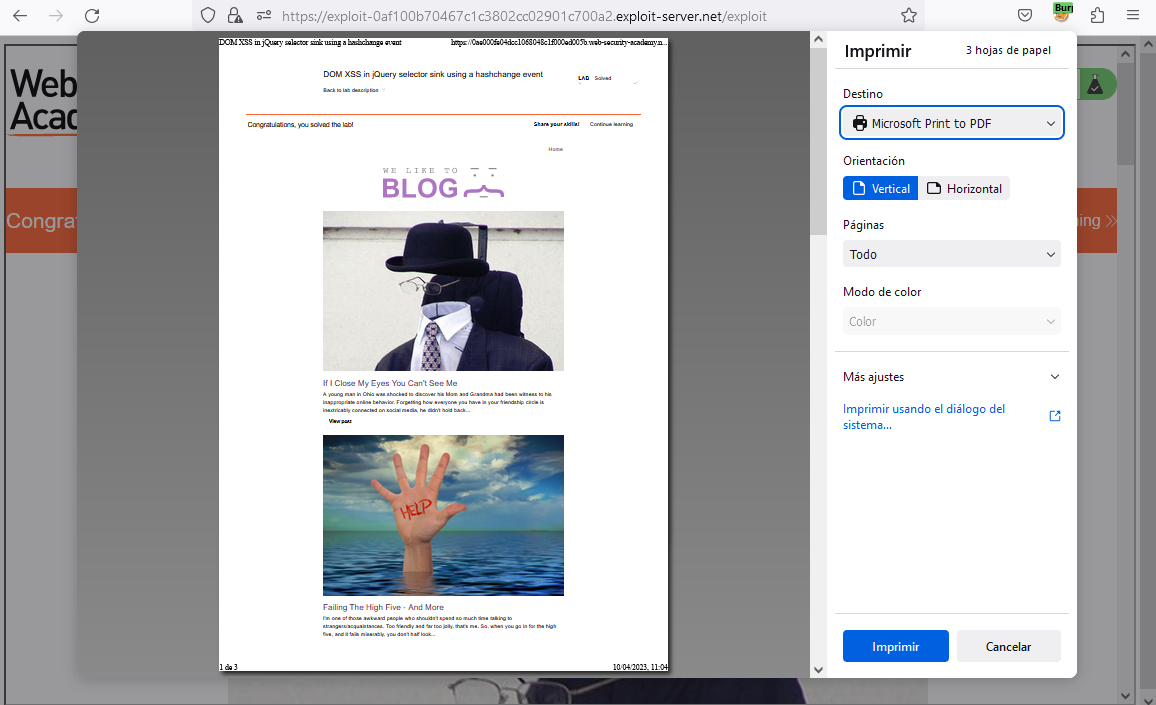 https://exploit-0af100b70467c1c3802cc02901c700a2.exploit-server.net/exploit
Burp
Web
Acad
Congrat
ning
DOM XSS in jQuery selector sink using a hashchange event
https://0ae000fe04dcc1068048c1f000ed005b.web-security-academy.n...
DOM XSS in jQuery selector sink using a hashchange event
LAB Solved
Back to lab description
Congratulations, you solved the lab!
Share your skills! Continue learning
Home
WE LIKE TO
BLOG
If I Close My Eyes You Can't See Me
A young man in Ohio was shocked to discover his Mom and Grandma had been witness to his
inappropriate online behavior. Forgetting how everyone you have in your friendship circle is
inextricably connected on social media, he didn't hold back...
View post
HELP
Failing The High Five - And More
I'm one of those awkward people who shouldn't spend so much time talking to
strangers/acquaintances. Too friendly and far too jolly, that's me. So, when you go in for the high
five, and it fails miserably, you don't half look...
1 de 3
10/04/2023, 11:04
Imprimir
3 hojas de papel
Destino
Microsoft Print to PDF
Orientación
Vertical
Horizontal
Páginas
Todo
Modo de color
Color
Más ajustes
Imprimir usando el diálogo del
sistema...
Imprimir
Cancelar